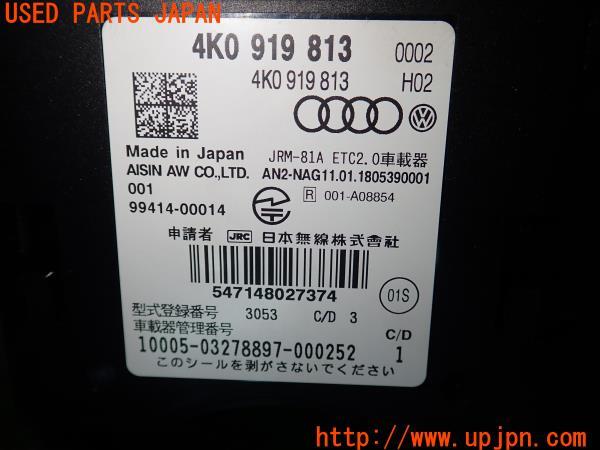 USED PARTS JAPAN
4K0 919 813 0002
4K0 919 813 H02
Made in Japan JRM-81A ETC2.0車載器
AISIN AW CO.,LTD. AN2-NAG11.01.1805390001
001 R 001-A08854
99414-00014
申請者 JRC 日本無線株式會社
547148027374
01S
型式登録番号 3053 C/D 3
車載器管理番号 C/D
10005-03278897-000252 1
このシールを剥がさないでください
http://www.upjpn.com